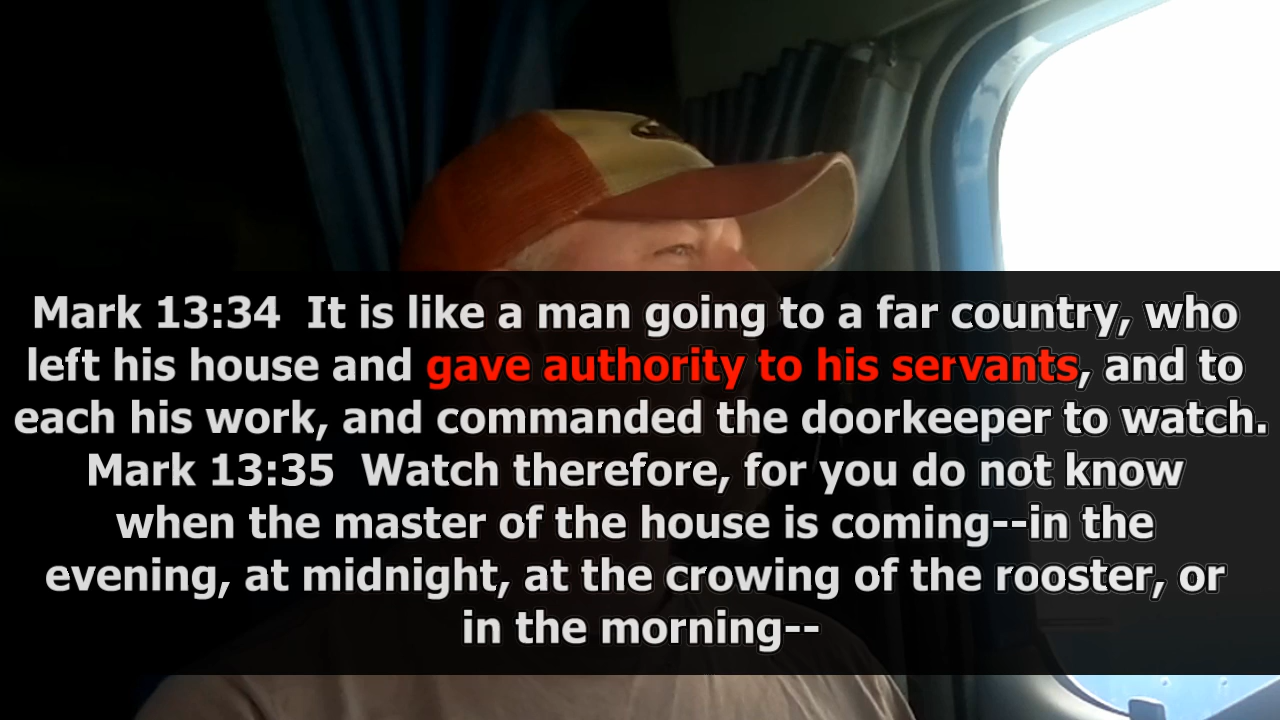 Mark 13:34  It is like a man going to a far country, who
left his house and gave authority to his servants, and to
each his work, and commanded the doorkeeper to watch.
Mark 13:35  Watch therefore, for you do not know
when the master of the house is coming--in the
evening, at midnight, at the crowing of the rooster, or
in the morning--